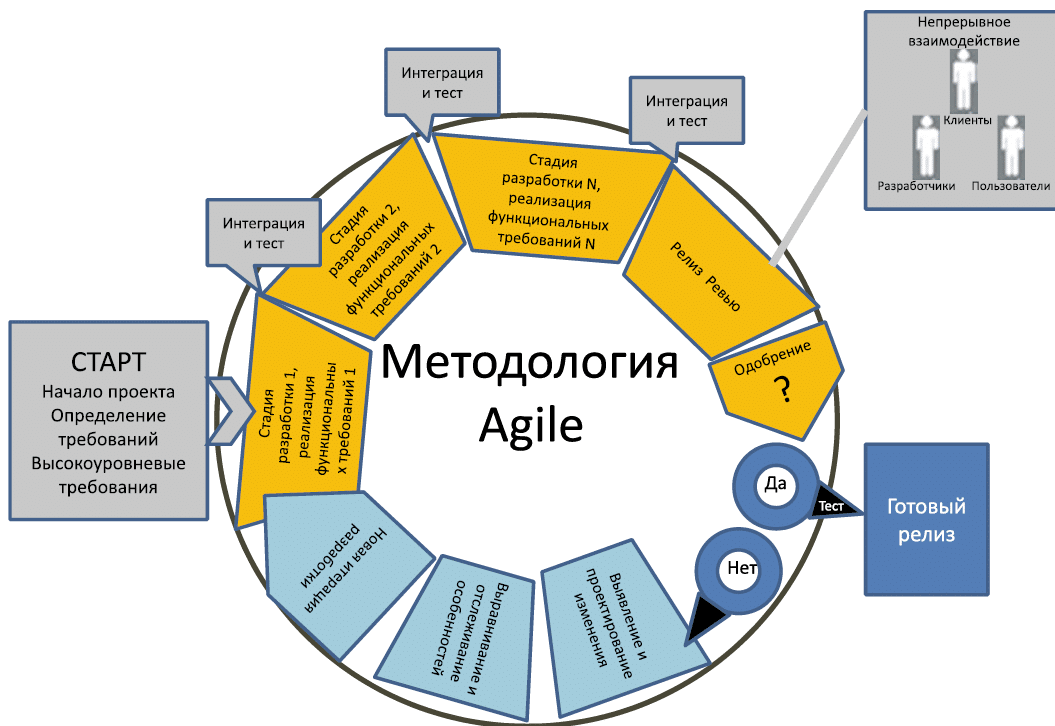 Непрерывное
взаимодействие
Клиенты
Разработчики
Пользователи
Интеграция
и тест
Интеграция
и тест
Интеграция
и тест
СТАРТ
Начало проекта
Определение
требований
Высокоуровневые
требования
Стадия
разработки 1,
реализация
функциональны
х требований 1
Стадия
разработки 2,
реализация
функциональных
требований 2
Стадия
разработки N,
реализация
функциональных
требований N
Релиз Ревью
Одобрение
?
Методология
Agile
Да
Тест
Готовый
релиз
Нет
Выявление и
проектирование
изменения
Выравнивание и
отслеживание
особенностей
Новая итерация
разработки